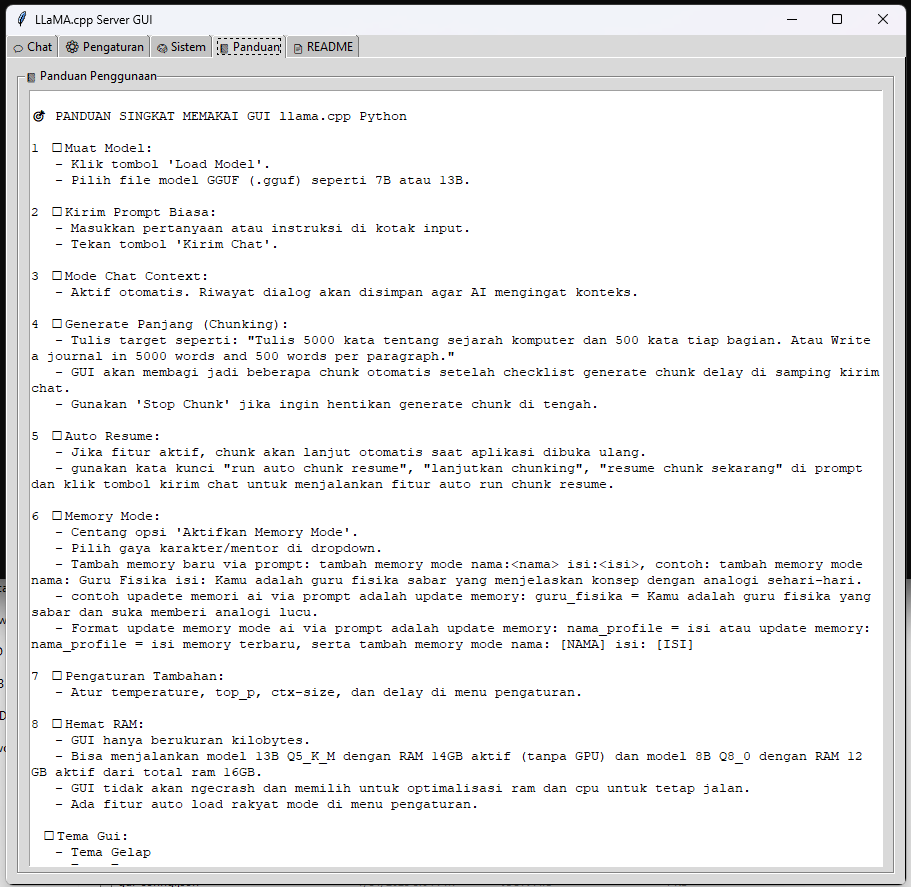 LLaMA.cpp Server GUI
Chat Pengaturan Sistem Panduan README
Panduan Penggunaan
PANDUAN SINGKAT MEMAKAI GUI llama.cpp Python
1 Muat Model:
- Klik tombol 'Load Model'.
- Pilih file model GGUF (.gguf) seperti 7B atau 13B.
2 Kirim Prompt Biasa:
- Masukkan pertanyaan atau instruksi di kotak input.
- Tekan tombol 'Kirim Chat'.
3 Mode Chat Context:
- Aktif otomatis. Riwayat dialog akan disimpan agar AI mengingat konteks.
4 Generate Panjang (Chunking):
- Tulis target seperti: "Tulis 5000 kata tentang sejarah komputer dan 500 kata tiap bagian. Atau Write
a journal in 5000 words and 500 words per paragraph."
- GUI akan membagi jadi beberapa chunk otomatis setelah checklist generate chunk delay di samping kirim
chat.
- Gunakan 'Stop Chunk' jika ingin hentikan generate chunk di tengah.
5 Auto Resume:
- Jika fitur aktif, chunk akan lanjut otomatis saat aplikasi dibuka ulang.
- gunakan kata kunci "run auto chunk resume", "lanjutkan chunking", "resume chunk sekarang" di prompt
dan klik tombol kirim chat untuk menjalankan fitur auto run chunk resume.
6 Memory Mode:
- Centang opsi 'Aktifkan Memory Mode'.
- Pilih gaya karakter/mentor di dropdown.
- Tambah memory baru via prompt: tambah memory mode nama:<nama> isi:<isi>, contoh: tambah memory mode
nama: Guru Fisika isi: Kamu adalah guru fisika sabar yang menjelaskan konsep dengan analogi sehari-hari.
- contoh upadete memori ai via prompt adalah update memory: guru_fisika = Kamu adalah guru fisika yang
sabar dan suka memberi analogi lucu.
- Format update memory mode ai via prompt adalah update memory: nama_profile = isi atau update memory:
nama_profile = isi memory terbaru, serta tambah memory mode nama: [NAMA] isi: [ISI]
7 Pengaturan Tambahan:
- Atur temperature, top_p, ctx-size, dan delay di menu pengaturan.
8 Hemat RAM:
- GUI hanya berukuran kilobytes.
- Bisa menjalankan model 13B Q5_K_M dengan RAM 14GB aktif (tanpa GPU) dan model 8B Q8_0 dengan RAM 12
GB aktif dari total ram 16GB.
- GUI tidak akan ngecrash dan memilih untuk optimalisasi ram dan cpu untuk tetap jalan.
- Ada fitur auto load rakyat mode di menu pengaturan.
Tema Gui:
- Tema Gelap